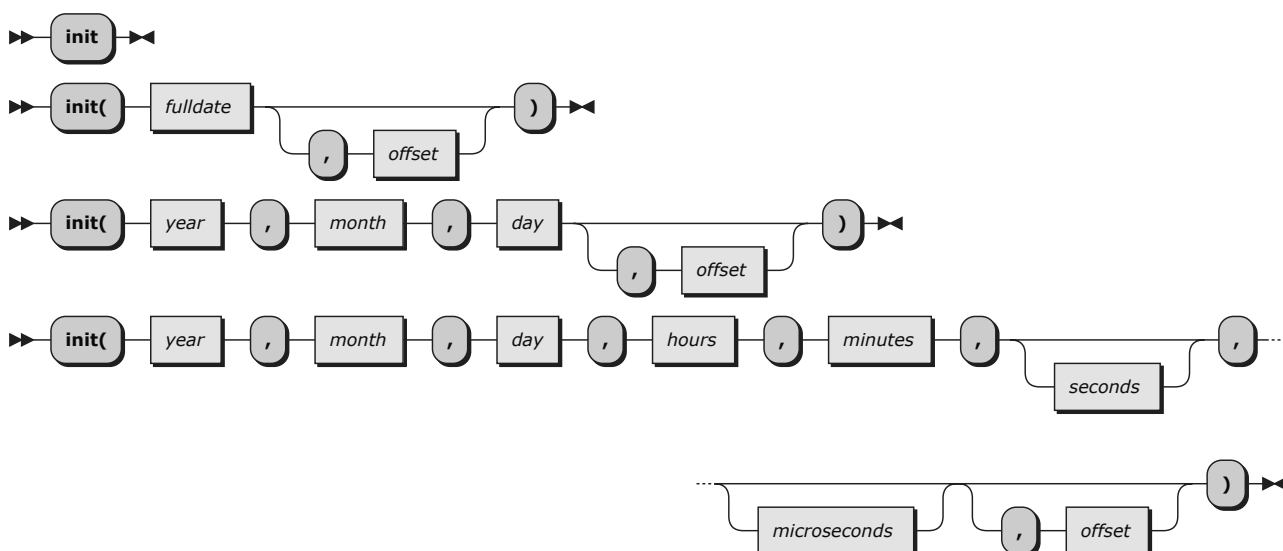 init
init( fulldate )
, offset
init( year , month , day )
, offset
init( year , month , day , hours , minutes , ,
seconds
)
microseconds , offset